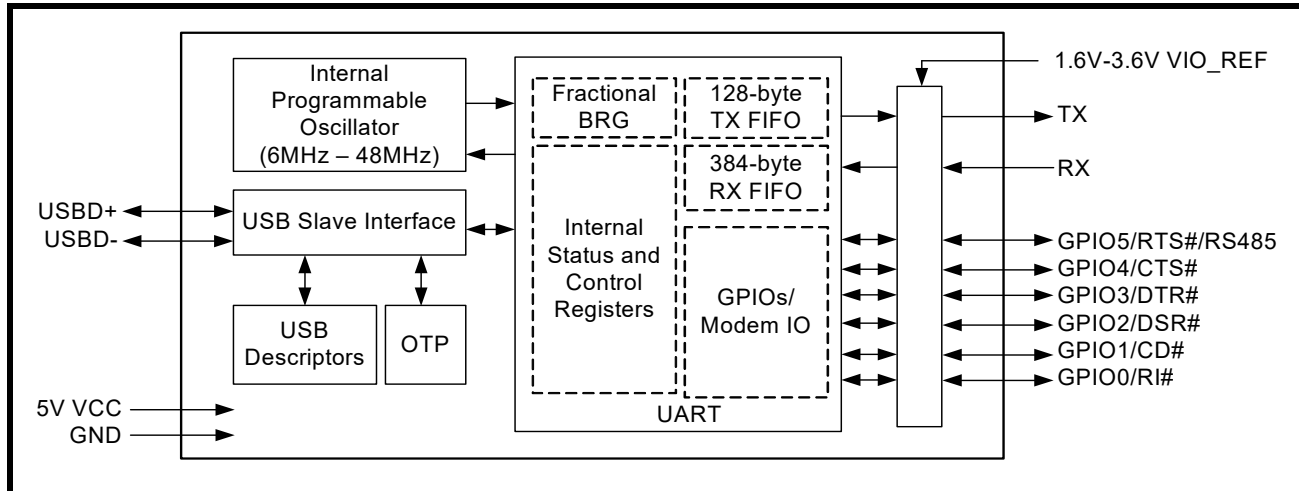 Internal
Programmable
Oscillator
(6MHz – 48MHz)
USBD+
USBD-
USB Slave Interface
USB
Descriptors
OTP
5V VCC
GND
Fractional
BRG
128-byte
TX FIFO
384-byte
RX FIFO
Internal
Status and
Control
Registers
GPIOs/
Modem IO
UART
1.6V-3.6V VIO_REF
TX
RX
GPIO5/RTS#/RS485
GPIO4/CTS#
GPIO3/DTR#
GPIO2/DSR#
GPIO1/CD#
GPIO0/RI#